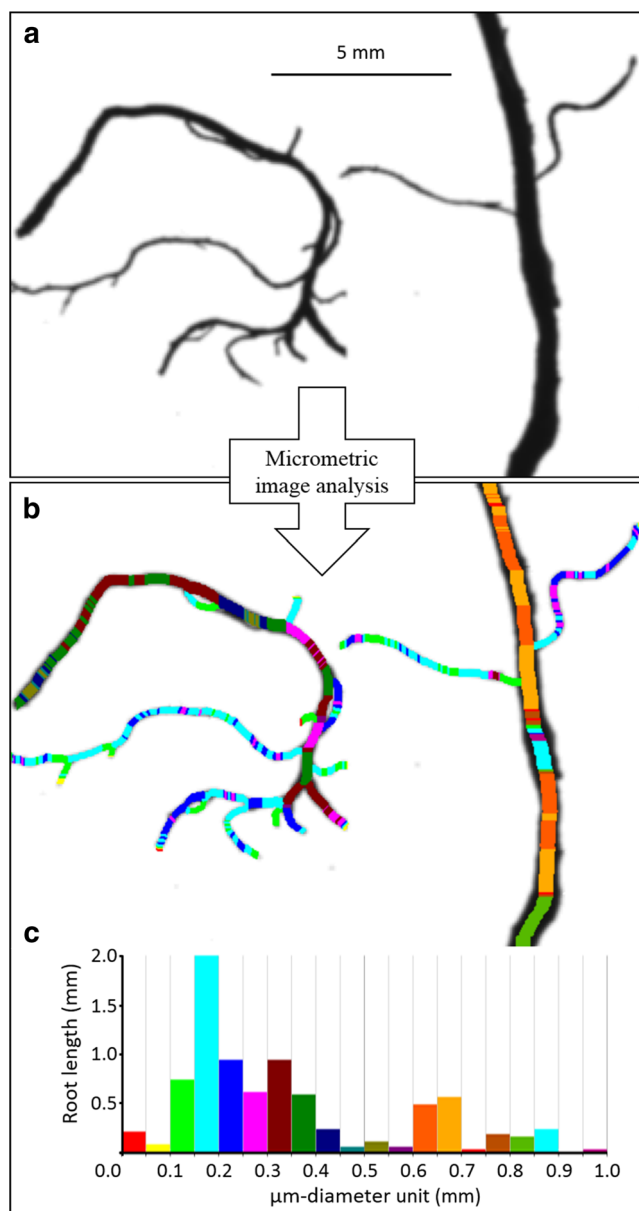 a
5 mm
Micrometric
image analysis
b
c
Root length (mm)
2.0
1.5
1.0
0.5
0.0 0.1 0.2 0.3 0.4 0.5 0.6 0.7 0.8 0.9 1.0
µm-diameter unit (mm)